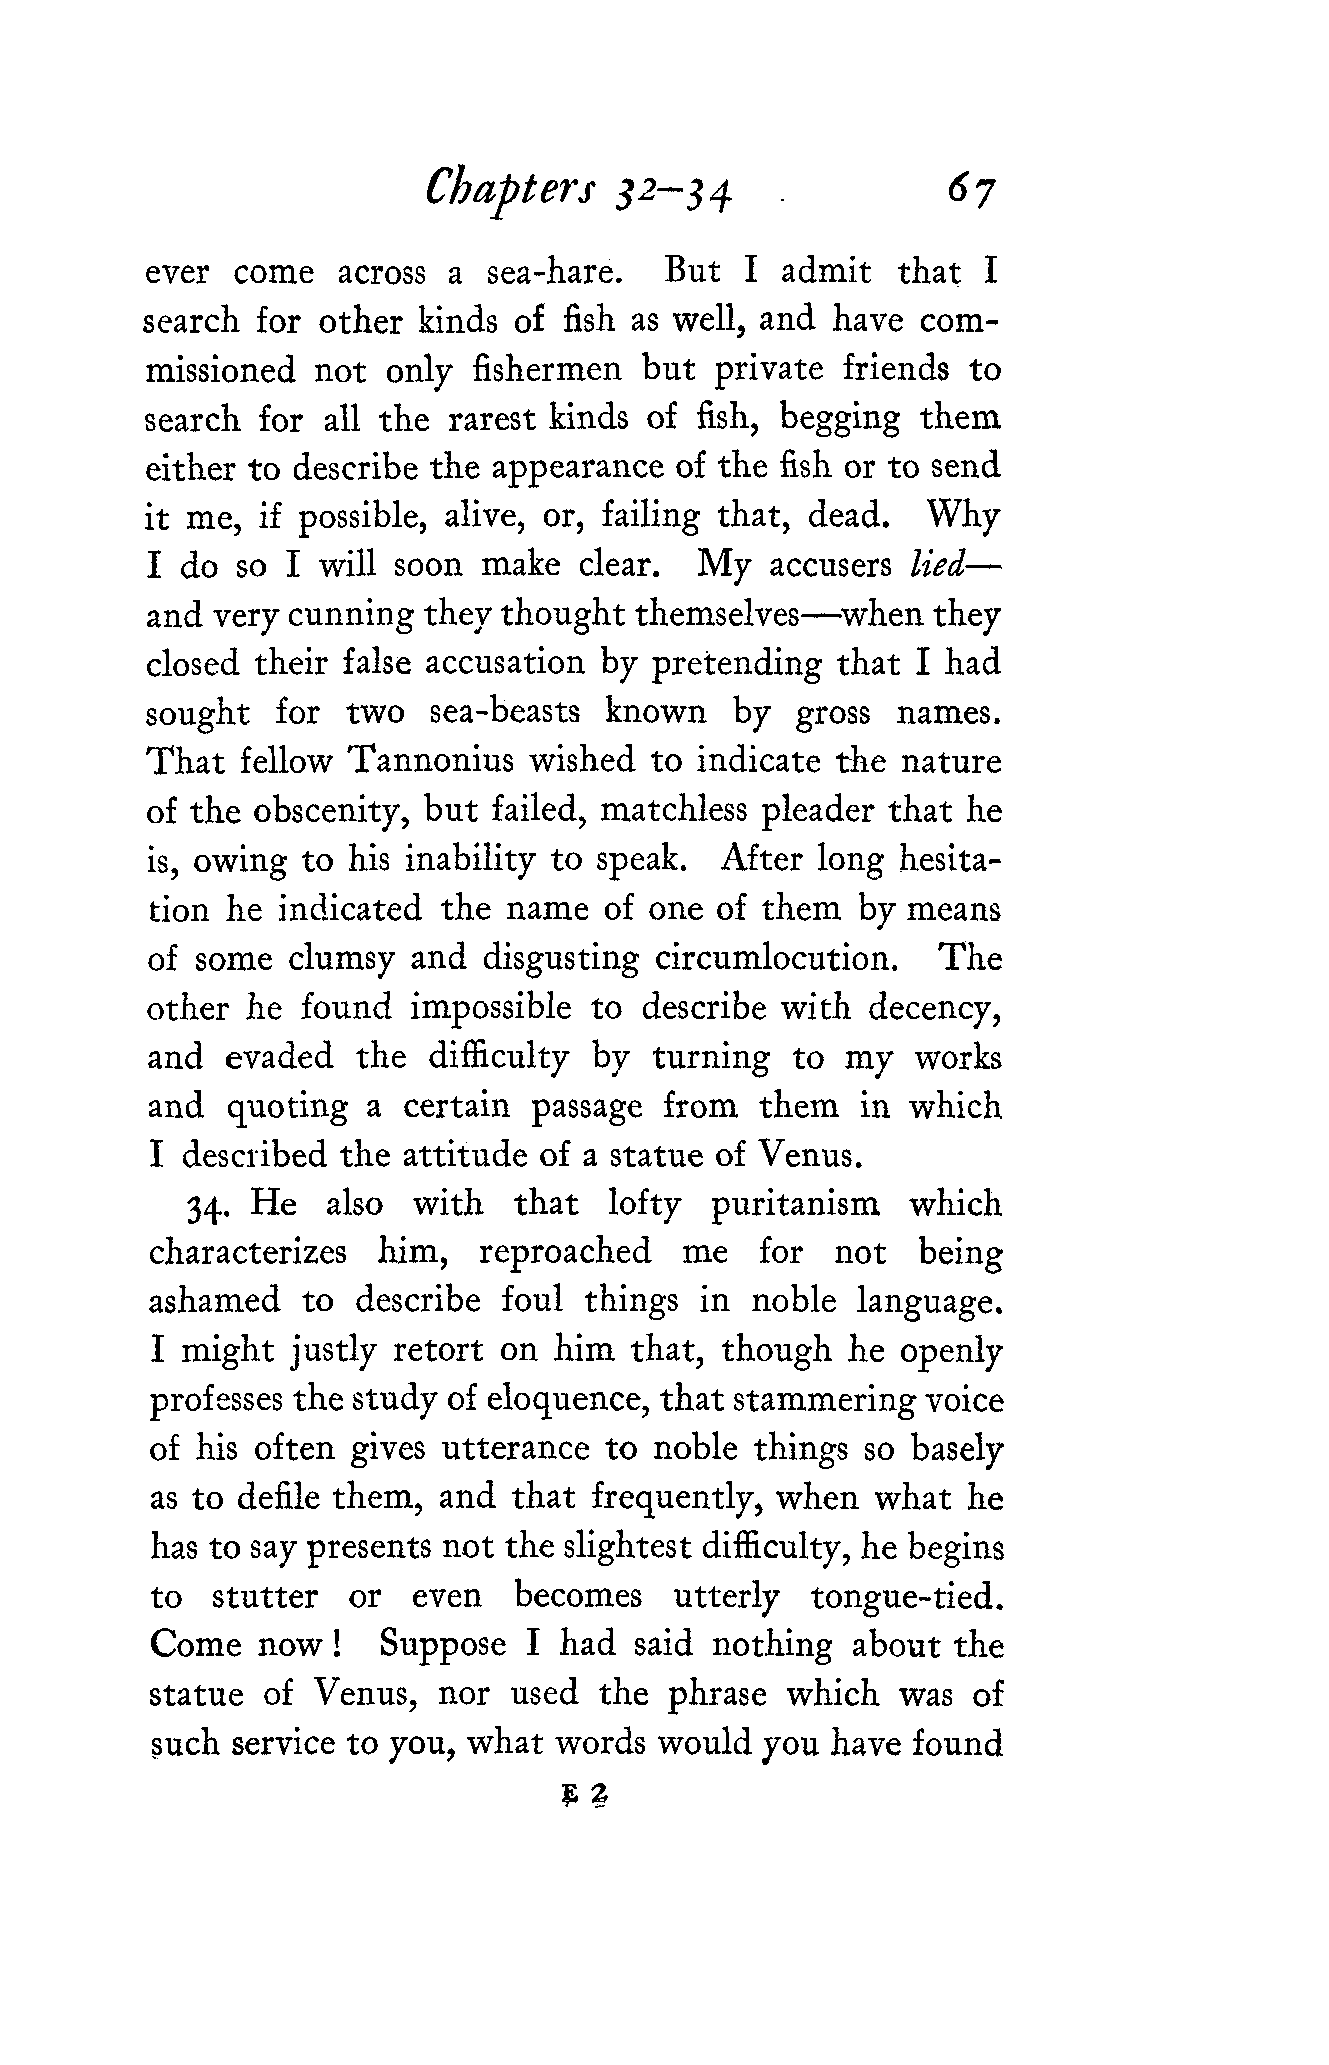 Chapters 32–34 67
ever come across a sea-hare. But I admit that I
search for other kinds of fish as well, and have com-
missioned not only fishermen but private friends to
search for all the rarest kinds of fish, begging them
either to describe the appearance of the fish or to send
it me, if possible, alive, or, failing that, dead. Why
I do so I will soon make clear. My accusers lied—
and very cunning they thought themselves—when they
closed their false accusation by pretending that I had
sought for two sea-beasts known by gross names.
That fellow Tannonius wished to indicate the nature
of the obscenity, but failed, matchless pleader that he
is, owing to his inability to speak. After long hesita-
tion he indicated the name of one of them by means
of some clumsy and disgusting circumlocution. The
other he found impossible to describe with decency,
and evaded the difficulty by turning to my works
and quoting a certain passage from them in which
I described the attitude of a statue of Venus.
34. He also with that lofty puritanism which
characterizes him, reproached me for not being
ashamed to describe foul things in noble language.
I might justly retort on him that, though he openly
professes the study of eloquence, that stammering voice
of his often gives utterance to noble things so basely
as to defile them, and that frequently, when what he
has to say presents not the slightest difficulty, he begins
to stutter or even becomes utterly tongue-tied.
Come now! Suppose I had said nothing about the
statue of Venus, nor used the phrase which was of
such service to you, what words would you have found
E 2